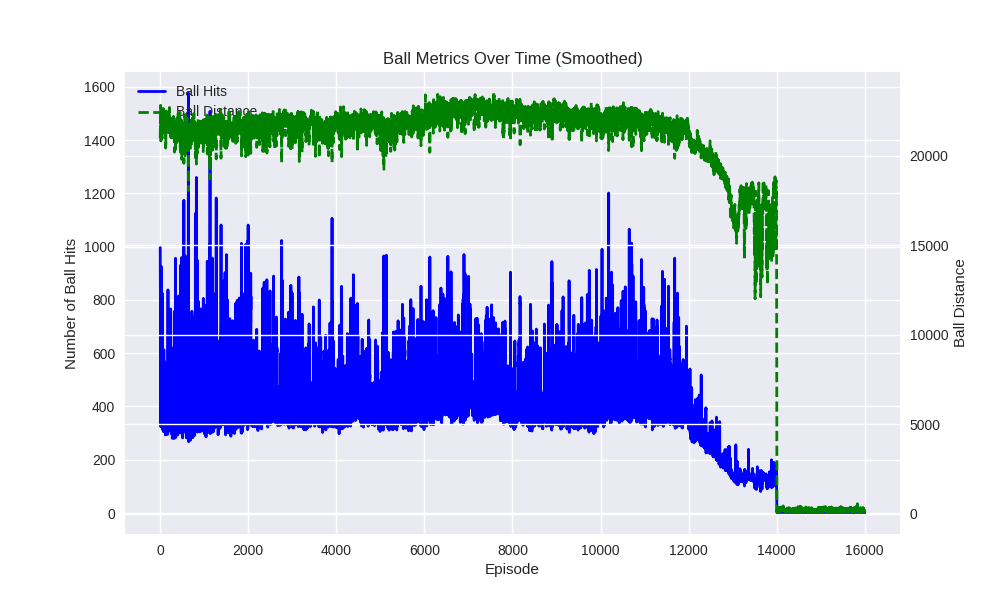 Ball Metrics Over Time (Smoothed)
Ball Hits
Ball Distance
Number of Ball Hits
1600
1400
1200
1000
800
600
400
200
0
20000
15000
10000
5000
0
Ball Distance
0 2000 4000 6000 8000 10000 12000 14000 16000
Episode